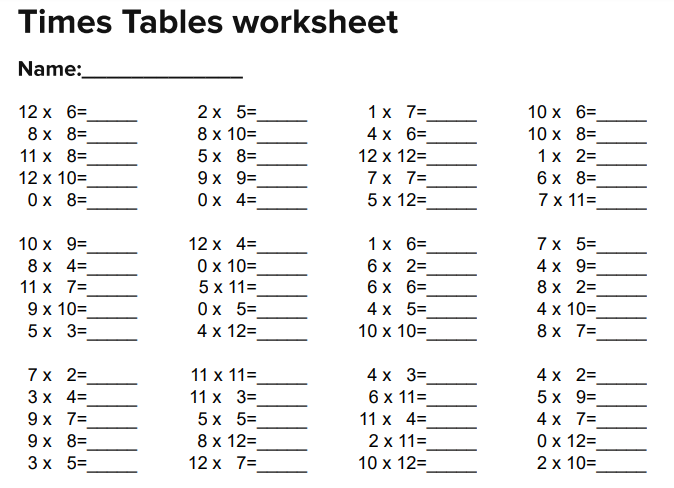 Times Tables worksheet
Name:_______________
12 x 6=_____ 2 x 5=_____ 1 x 7=_____ 10 x 6=_____
8 x 8=_____ 8 x 10=_____ 4 x 6=_____ 10 x 8=_____
11 x 8=_____ 5 x 8=_____ 12 x 12=_____ 1 x 2=_____
12 x 10=_____ 9 x 9=_____ 7 x 7=_____ 6 x 8=_____
0 x 8=_____ 0 x 4=_____ 5 x 12=_____ 7 x 11=_____
10 x 9=_____ 12 x 4=_____ 1 x 6=_____ 7 x 5=_____
8 x 4=_____ 0 x 10=_____ 6 x 2=_____ 4 x 9=_____
11 x 7=_____ 5 x 11=_____ 6 x 6=_____ 8 x 2=_____
9 x 10=_____ 0 x 5=_____ 4 x 5=_____ 4 x 10=_____
5 x 3=_____ 4 x 12=_____ 10 x 10=_____ 8 x 7=_____
7 x 2=_____ 11 x 11=_____ 4 x 3=_____ 4 x 2=_____
3 x 4=_____ 11 x 3=_____ 6 x 11=_____ 5 x 9=_____
9 x 7=_____ 5 x 5=_____ 11 x 4=_____ 4 x 7=_____
9 x 8=_____ 8 x 12=_____ 2 x 11=_____ 0 x 12=_____
3 x 5=_____ 12 x 7=_____ 10 x 12=_____ 2 x 10=_____